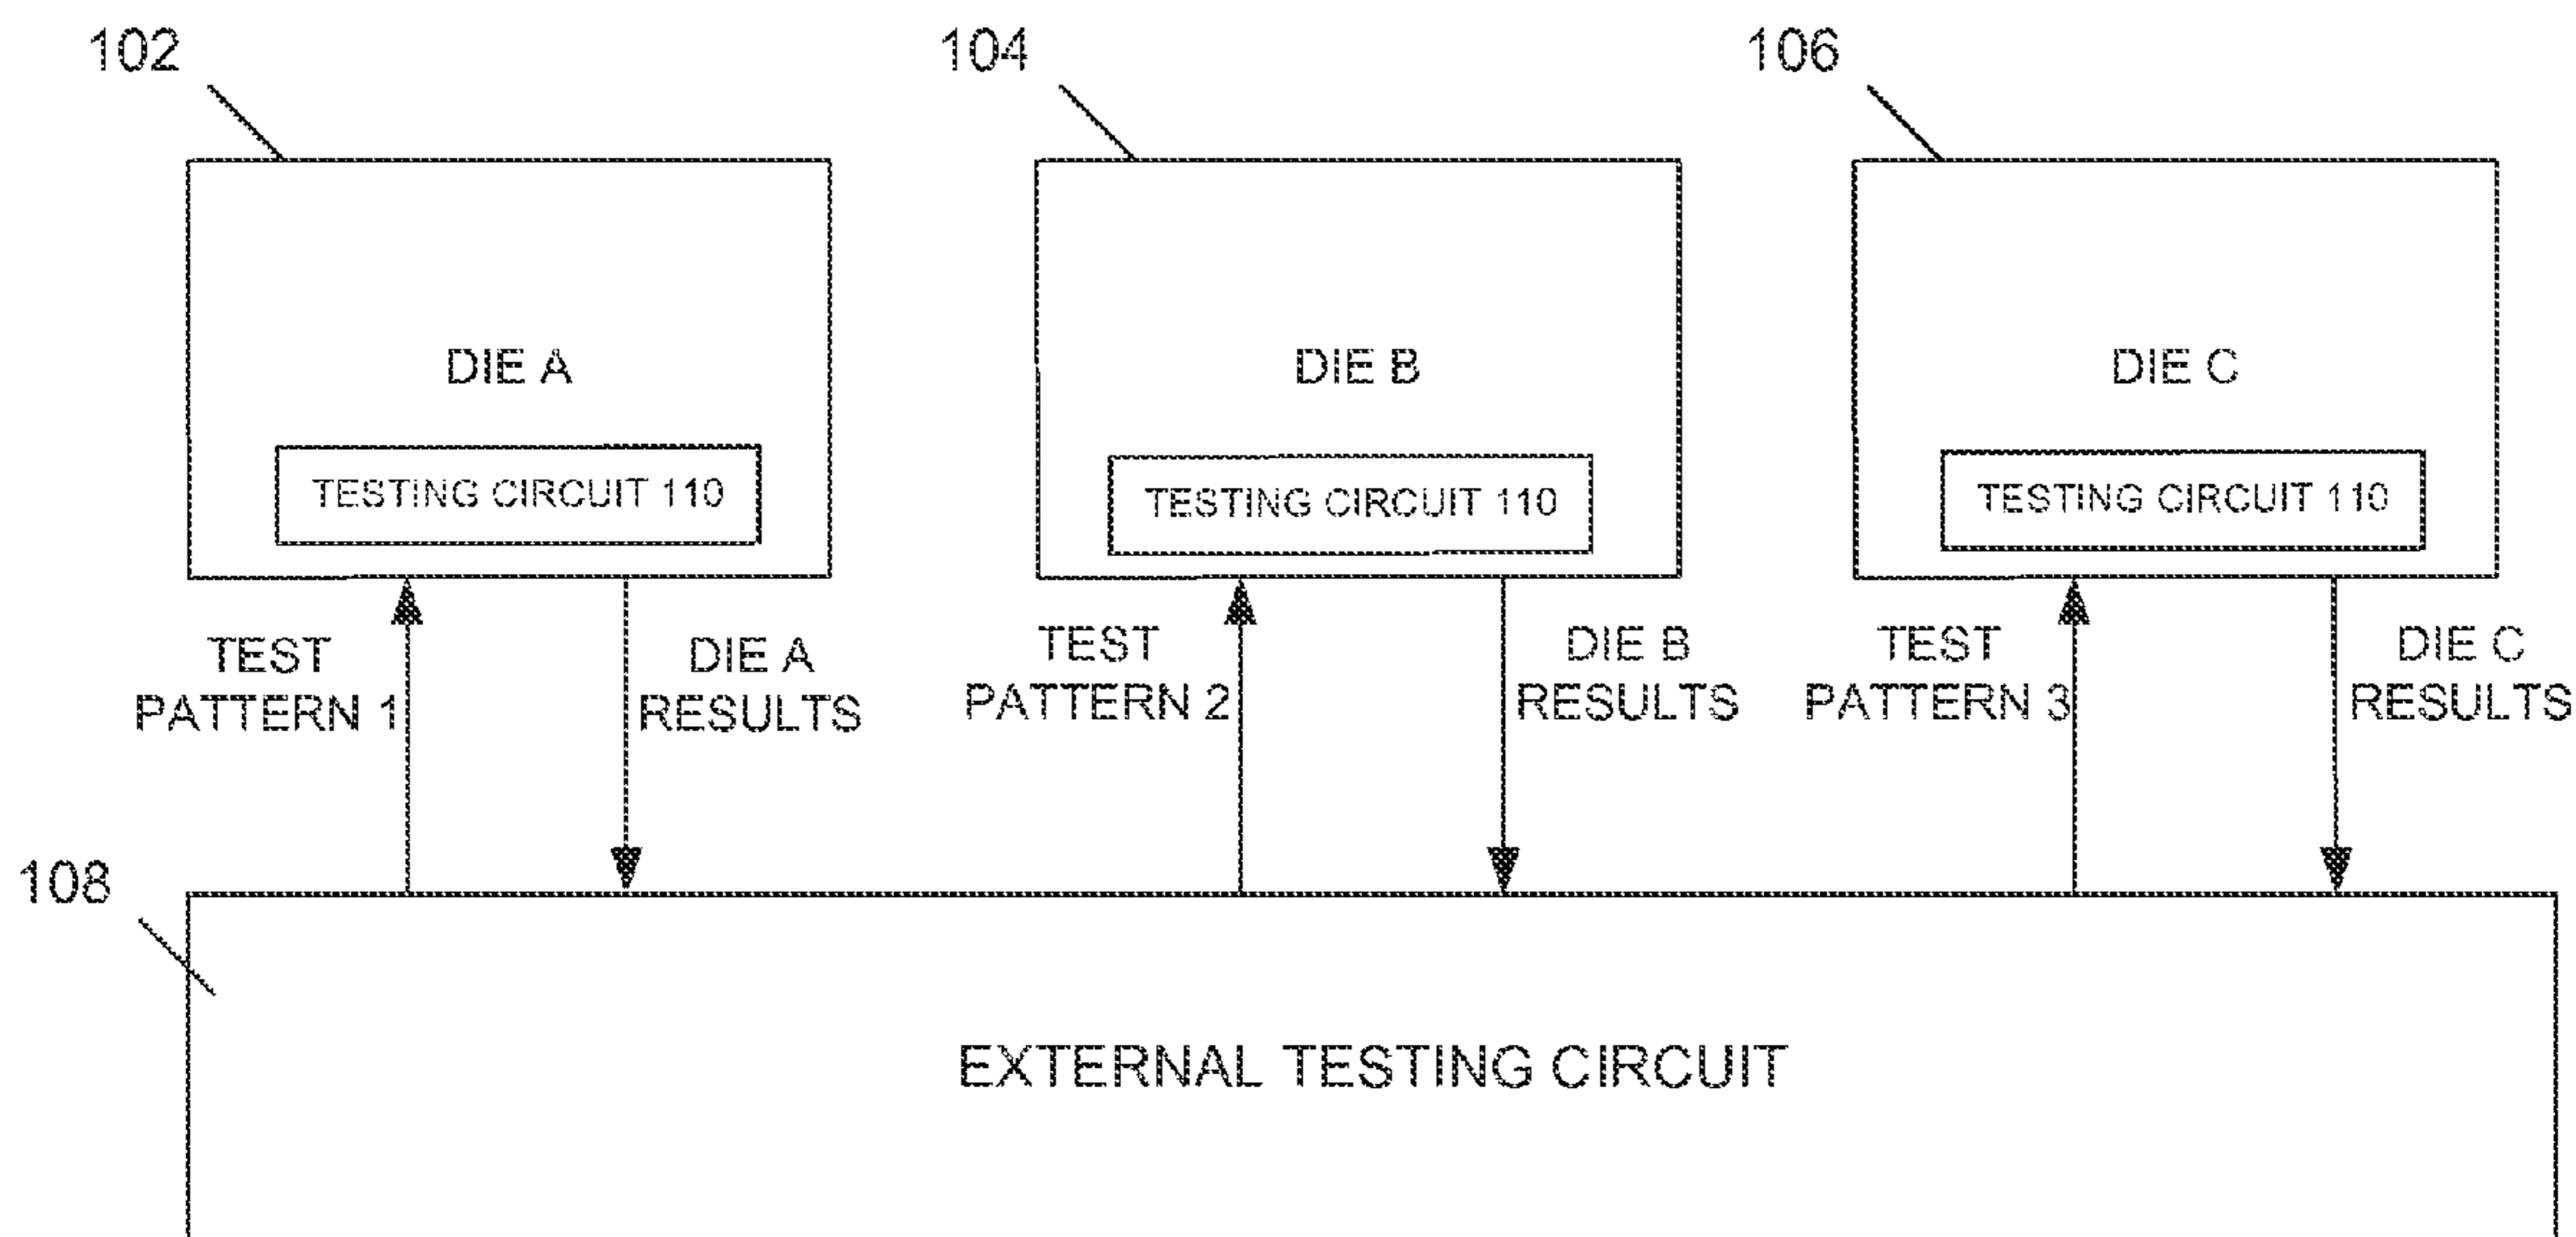 102
104
106
DIE A
DIE B
DIE C
TESTING CIRCUIT 110
TESTING CIRCUIT 110
TESTING CIRCUIT 110
TEST
PATTERN 1
DIE A
RESULTS
TEST
PATTERN 2
DIE B
RESULTS
TEST
PATTERN 3
DIE C
RESULTS
108
EXTERNAL TESTING CIRCUIT